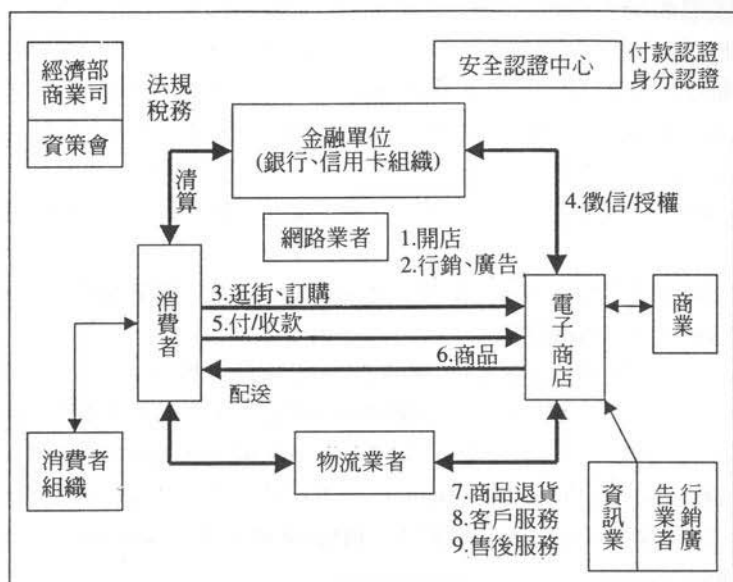 經濟部
商業司
資策會
法規
稅務
安全認證中心
付款認證
身分認證
金融單位
(銀行、信用卡組織)
清算
4.徵信/授權
網路業者
1.開店
2.行銷、廣告
消費者
3.逛街、訂購
5.付/收款
6.商品
配送
電子商店
商業
消費者
組織
物流業者
7.商品退貨
8.客戶服務
9.售後服務
資訊業
行銷廣
告業者